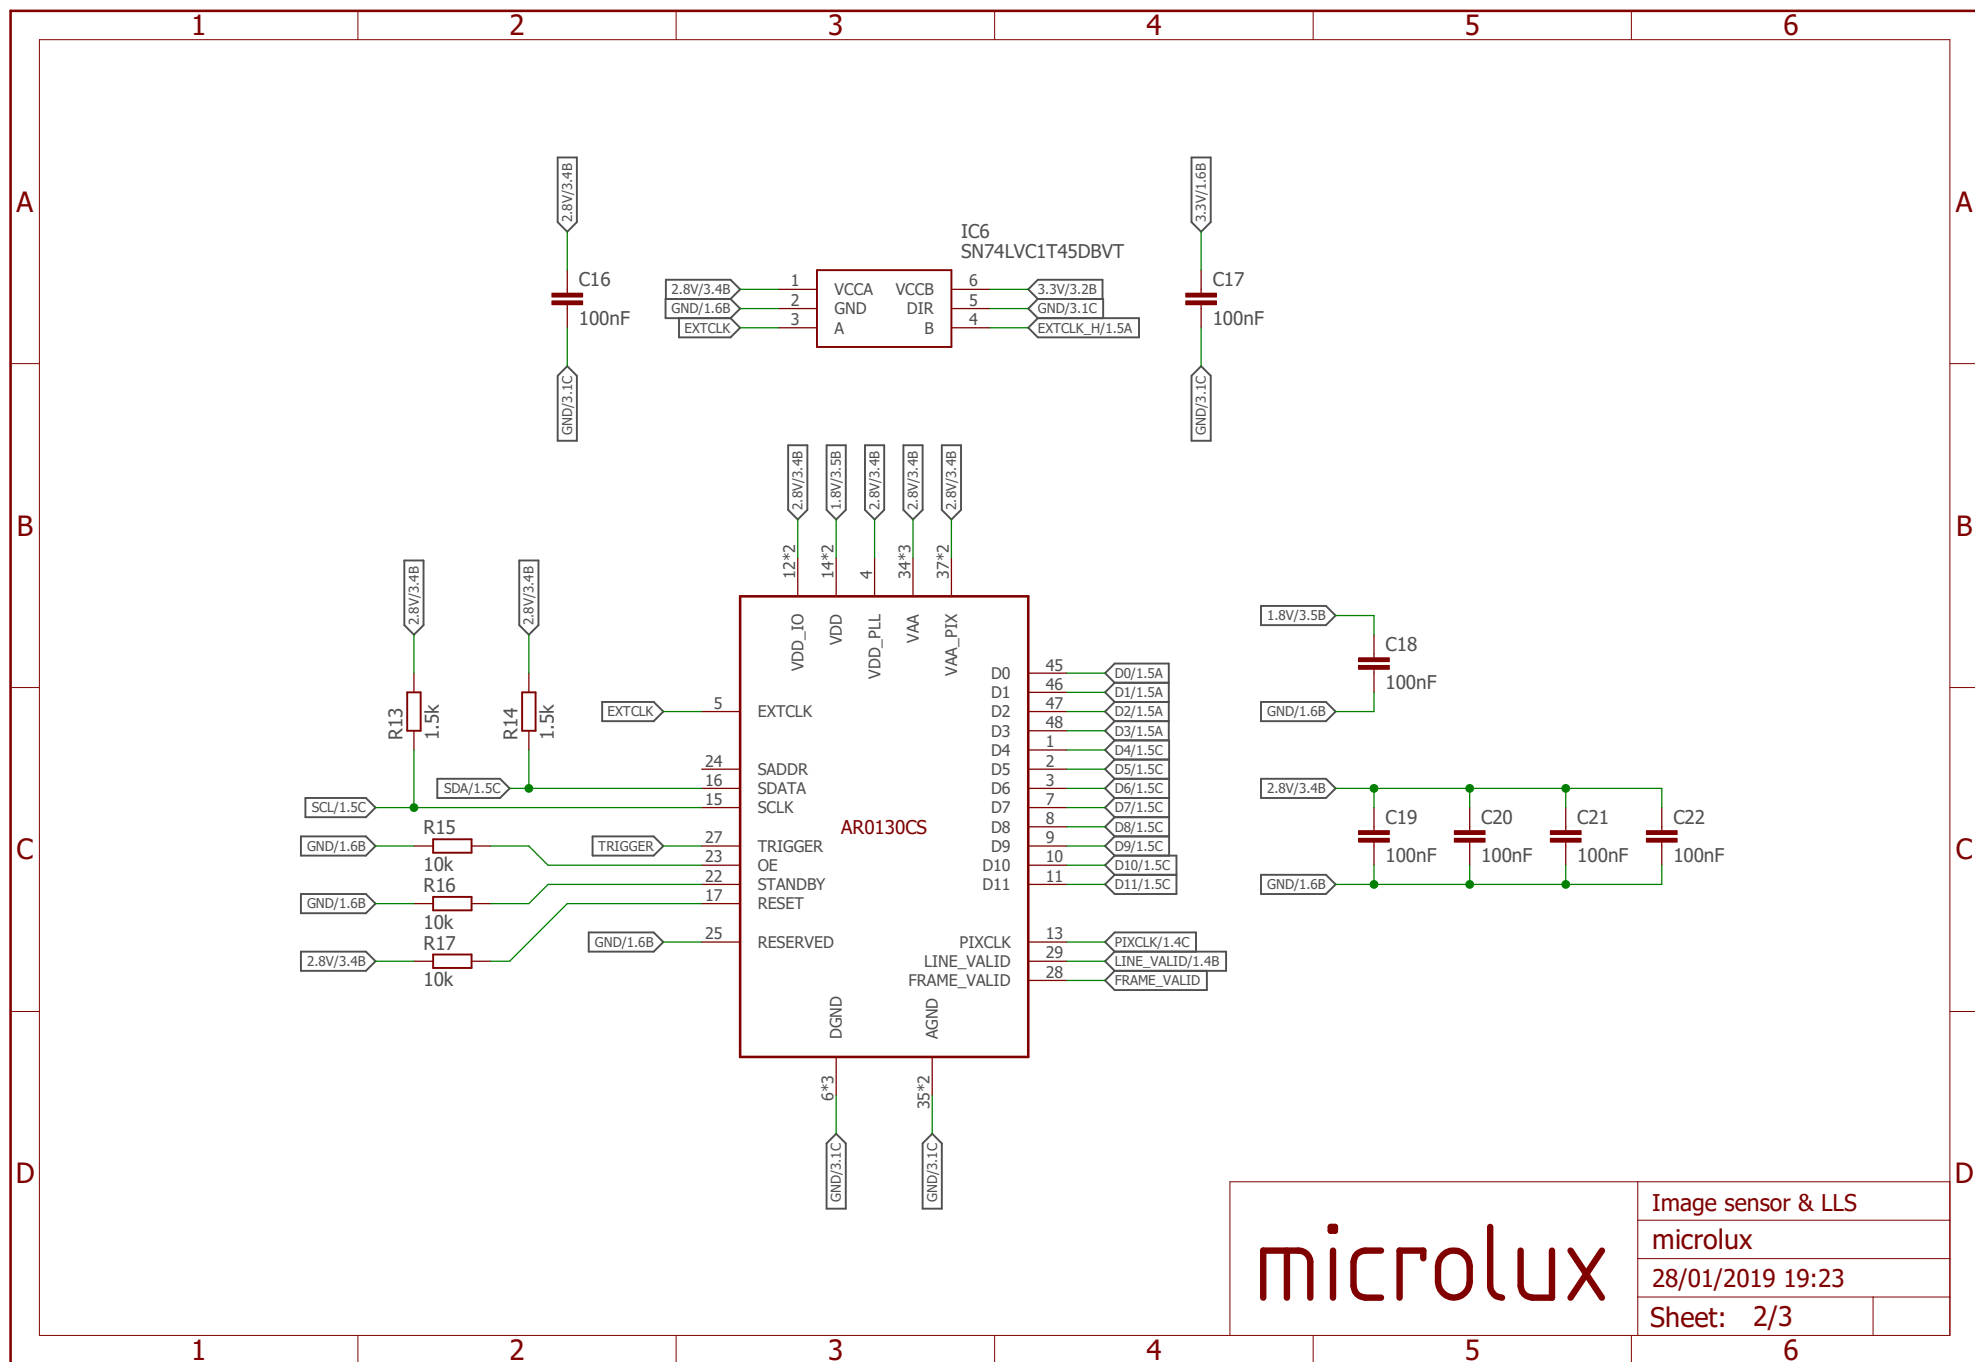 1 2 3 4 5 6
A A
2.8V/3.4B
C16
100nF
GND/3.1C
IC6
SN74LVC1T45DBVT
2.8V/3.4B 1 VCCA VCCB 6 3.3V/3.2B
GND/1.6B 2 GND DIR 5 GND/3.1C
EXTCLK 3 A B 4 EXTCLK_H/1.5A
3.3V/1.6B
C17
100nF
GND/3.1C
B B
2.8V/3.4B 1.8V/3.5B 2.8V/3.4B 2.8V/3.4B 2.8V/3.4B
12*2 14*2 4 34*3 37*2
VDD_IO VDD VDD_PLL VAA VAA_PIX
2.8V/3.4B 2.8V/3.4B
R13 1.5k R14 1.5k
EXTCLK 5 EXTCLK
24 SADDR
SDA/1.5C 16 SDATA
SCL/1.5C 15 SCLK
AR0130CS
TRIGGER 27 TRIGGER
GND/1.6B R15 10k 23 OE
GND/1.6B R16 10k 22 STANDBY
2.8V/3.4B R17 10k 17 RESET
GND/1.6B 25 RESERVED
D0 45 D0/1.5A
D1 46 D1/1.5A
D2 47 D2/1.5A
D3 48 D3/1.5A
D4 1 D4/1.5C
D5 2 D5/1.5C
D6 3 D6/1.5C
D7 7 D7/1.5C
D8 8 D8/1.5C
D9 9 D9/1.5C
D10 10 D10/1.5C
D11 11 D11/1.5C
PIXCLK 13 PIXCLK/1.4C
LINE_VALID 29 LINE_VALID/1.4B
FRAME_VALID 28 FRAME_VALID
DGND AGND
6*3 35*2
GND/3.1C GND/3.1C
1.8V/3.5B
C18
100nF
GND/1.6B
2.8V/3.4B
C19 C20 C21 C22
100nF 100nF 100nF 100nF
GND/1.6B
C C
D D
microlux
Image sensor & LLS
microlux
28/01/2019 19:23
Sheet: 2/3
1 2 3 4 5 6